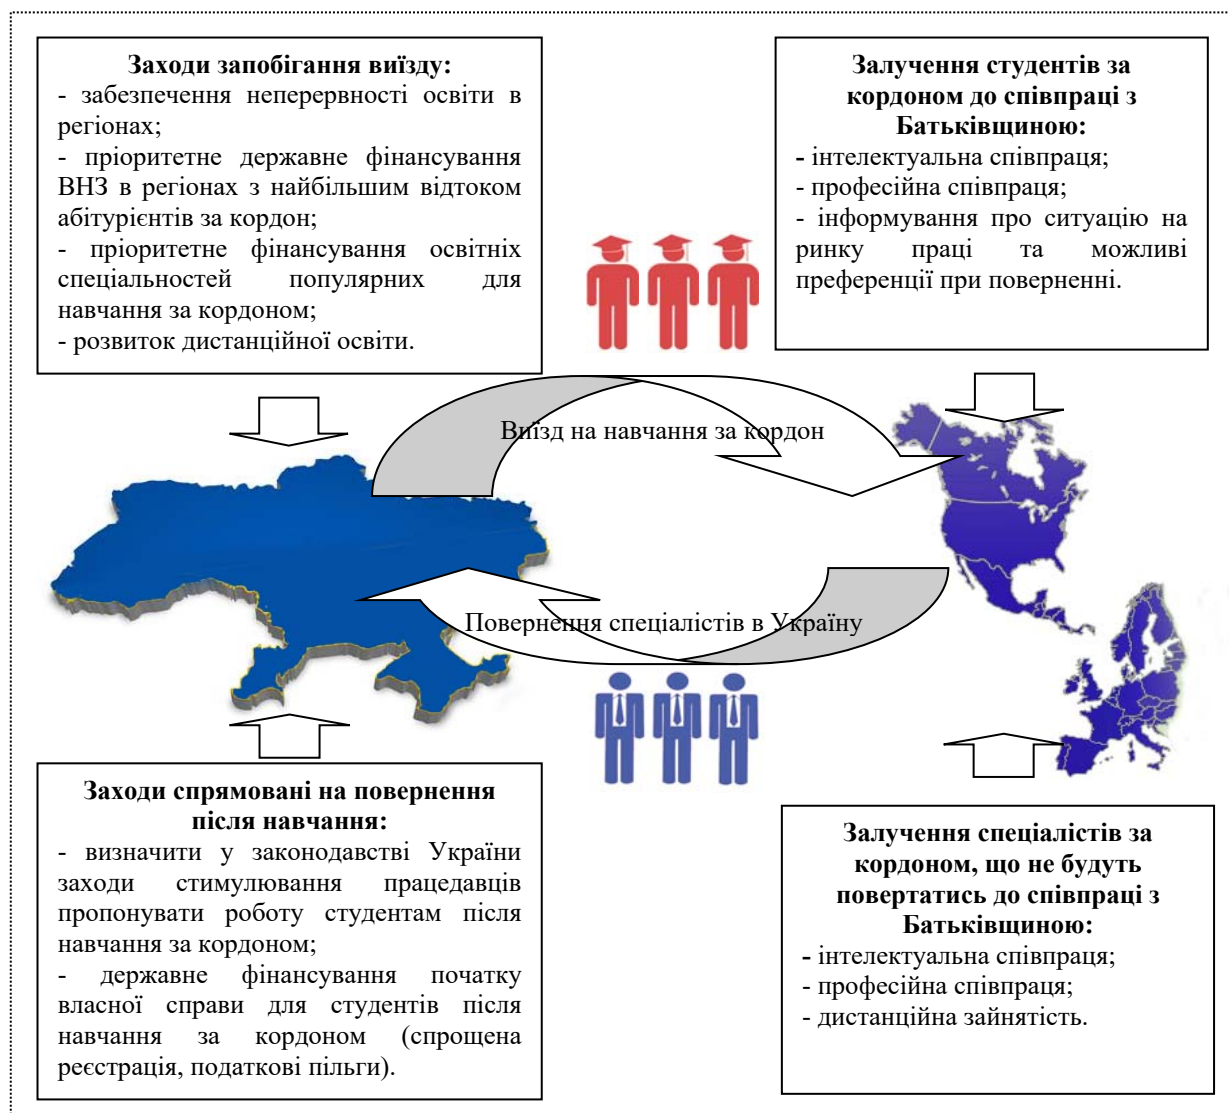 Заходи запобігання виїзду:
- забезпечення неперервності освіти в
регіонах;
- пріоритетне державне фінансування
ВНЗ в регіонах з найбільшим відтоком
абітурієнтів за кордон;
- пріоритетне фінансування освітніх
спеціальностей популярних для
навчання за кордоном;
- розвиток дистанційної освіти.
Залучення студентів за
кордоном до співпраці з
Батьківщиною:
- інтелектуальна співпраця;
- професійна співпраця;
- інформування про ситуацію на
ринку праці та можливі
преференції при поверненні.
Виїзд на навчання за кордон
Повернення спеціалістів в Україну
Заходи спрямовані на повернення
після навчання:
- визначити у законодавстві України
заходи стимулювання працедавців
пропонувати роботу студентам після
навчання за кордоном;
- державне фінансування початку
власної справи для студентів після
навчання за кордоном (спрощена
реєстрація, податкові пільги).
Залучення спеціалістів за
кордоном, що не будуть
повертатись до співпраці з
Батьківщиною:
- інтелектуальна співпраця;
- професійна співпраця;
- дистанційна зайнятість.